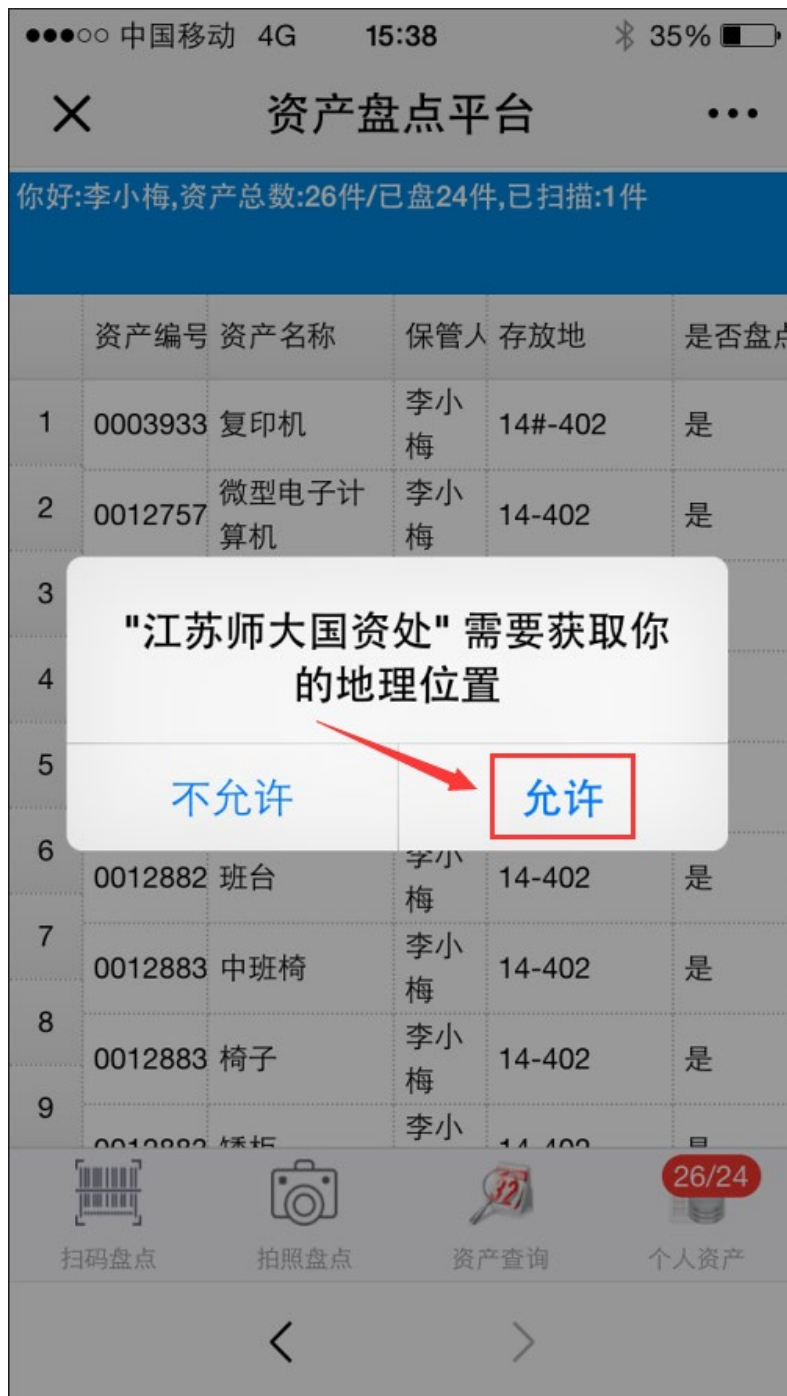 中国移动 4G 15:38 35%
资产盘点平台
你好:李小梅,资产总数:26件/已盘24件,已扫描:1件
资产编号 资产名称 保管人 存放地 是否盘点
1 0003933 复印机 李小梅 14#-402 是
2 0012757 微型电子计算机 李小梅 14-402 是
3
"江苏师大国资处" 需要获取你
的地理位置
4
5
不允许 允许
6 0012882 班台 李小梅 14-402 是
7 0012883 中班椅 李小梅 14-402 是
8 0012883 椅子 李小梅 14-402 是
9 李小
26/24
扫码盘点 拍照盘点 资产查询 个人资产